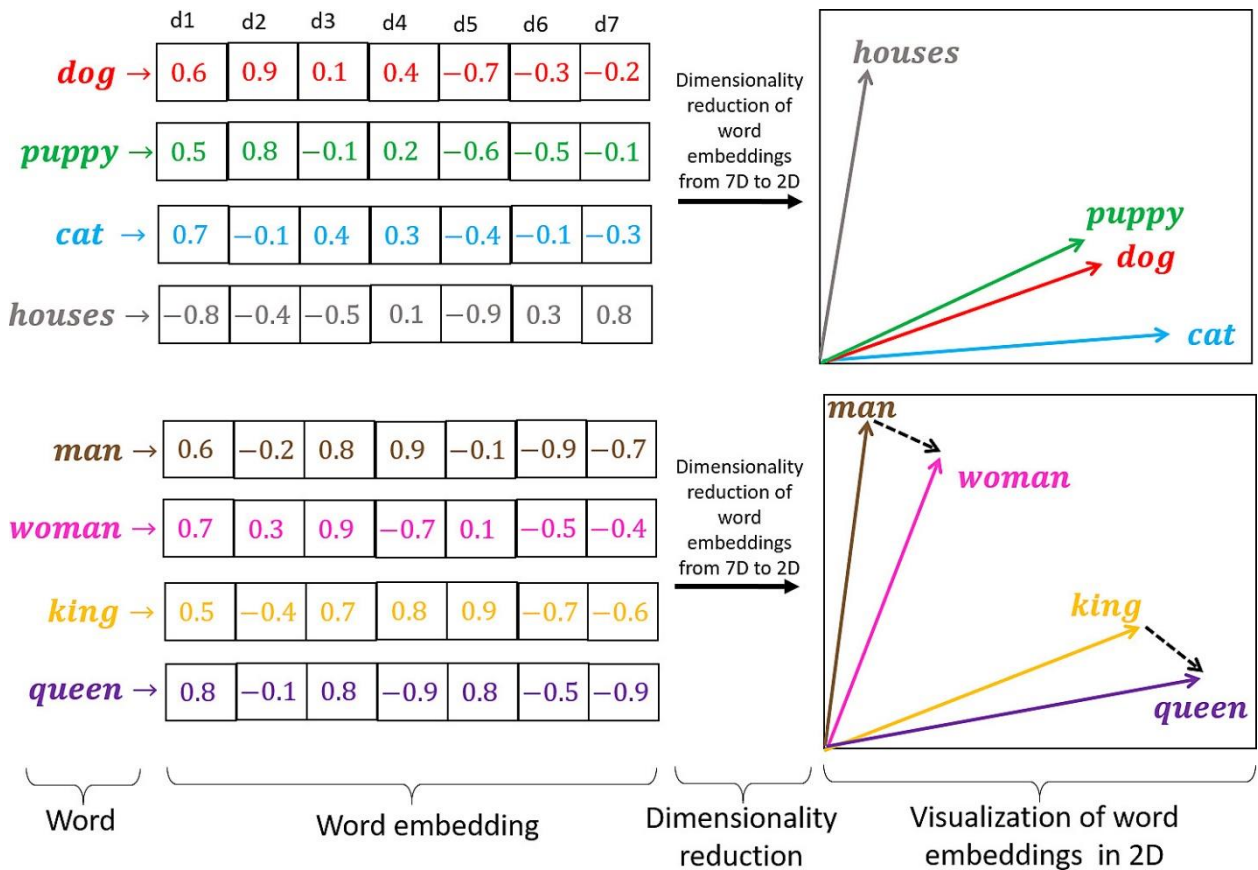 d1 d2 d3 d4 d5 d6 d7
dog → 0.6 0.9 0.1 0.4 −0.7 −0.3 −0.2
puppy → 0.5 0.8 −0.1 0.2 −0.6 −0.5 −0.1
cat → 0.7 −0.1 0.4 0.3 −0.4 −0.1 −0.3
houses → −0.8 −0.4 −0.5 0.1 −0.9 0.3 0.8
Dimensionality
reduction of
word
embeddings
from 7D to 2D
houses
puppy
dog
cat
man → 0.6 −0.2 0.8 0.9 −0.1 −0.9 −0.7
woman → 0.7 0.3 0.9 −0.7 0.1 −0.5 −0.4
king → 0.5 −0.4 0.7 0.8 0.9 −0.7 −0.6
queen → 0.8 −0.1 0.8 −0.9 0.8 −0.5 −0.9
Dimensionality
reduction of
word
embeddings
from 7D to 2D
man
woman
king
queen
Word
Word embedding
Dimensionality
reduction
Visualization of word
embeddings in 2D